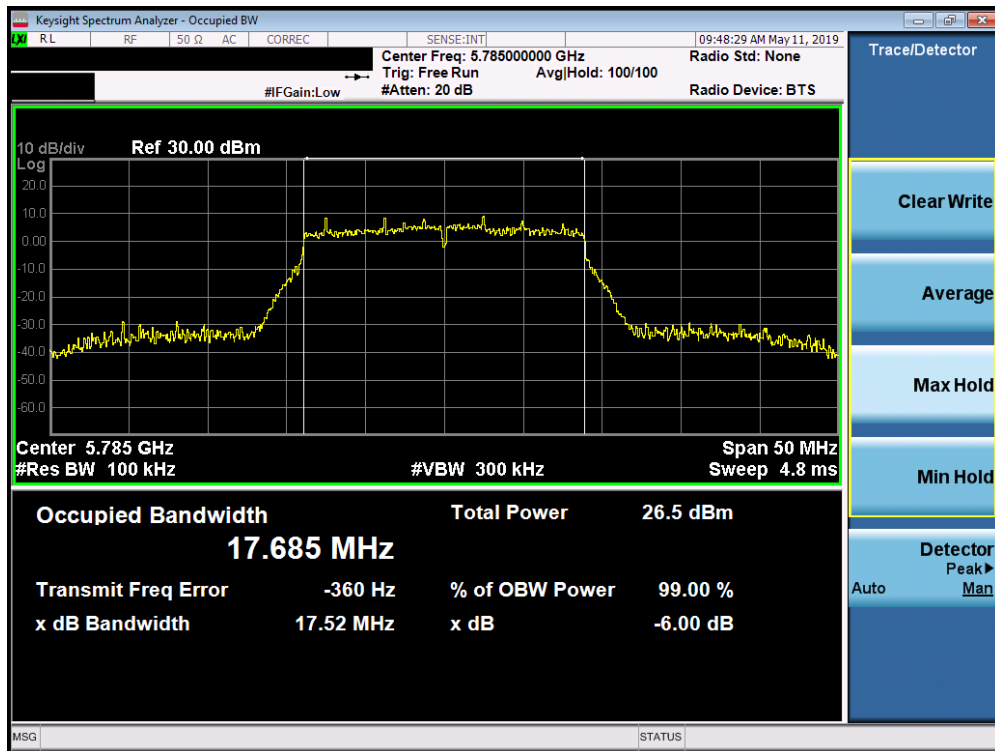 Keysight Spectrum Analyzer - Occupied BW
LXI RL RF 50 Ω AC CORREC SENSE:INT 09:48:29 AM May 11, 2019
Center Freq: 5.785000000 GHz Radio Std: None
Trig: Free Run Avg|Hold: 100/100
#IFGain:Low #Atten: 20 dB Radio Device: BTS
10 dB/div Ref 30.00 dBm
Log
20.0
10.0
0.00
-10.0
-20.0
-30.0
-40.0
-50.0
-60.0
Center 5.785 GHz Span 50 MHz
#Res BW 100 kHz #VBW 300 kHz Sweep 4.8 ms
Occupied Bandwidth Total Power 26.5 dBm
17.685 MHz
Transmit Freq Error -360 Hz % of OBW Power 99.00 %
x dB Bandwidth 17.52 MHz x dB -6.00 dB
MSG STATUS
Trace/Detector
Clear Write
Average
Max Hold
Min Hold
Detector
Peak
Auto Man